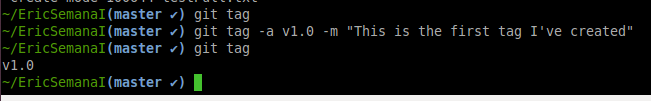 ~/EricSemanaI(master ✔) git tag
~/EricSemanaI(master ✔) git tag -a v1.0 -m "This is the first tag I've created"
~/EricSemanaI(master ✔) git tag
v1.0
~/EricSemanaI(master ✔)